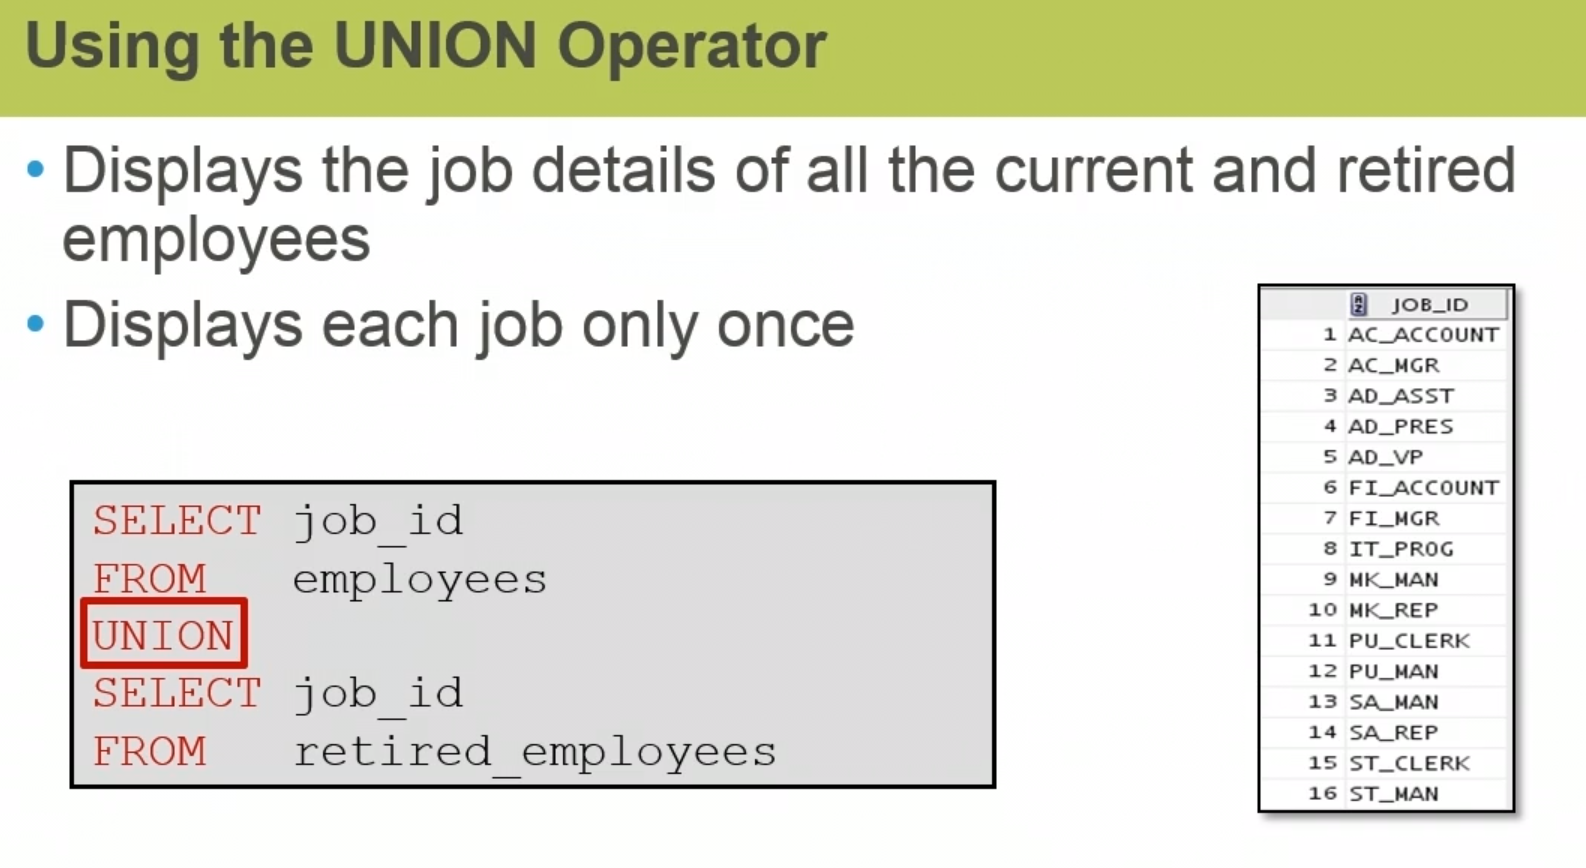 Using the UNION Operator
• Displays the job details of all the current and retired
employees
• Displays each job only once
SELECT job_id
FROM employees
UNION
SELECT job_id
FROM retired_employees
JOB_ID
1 AC_ACCOUNT
2 AC_MGR
3 AD_ASST
4 AD_PRES
5 AD_VP
6 FI_ACCOUNT
7 FI_MGR
8 IT_PROG
9 MK_MAN
10 MK_REP
11 PU_CLERK
12 PU_MAN
13 SA_MAN
14 SA_REP
15 ST_CLERK
16 ST_MAN